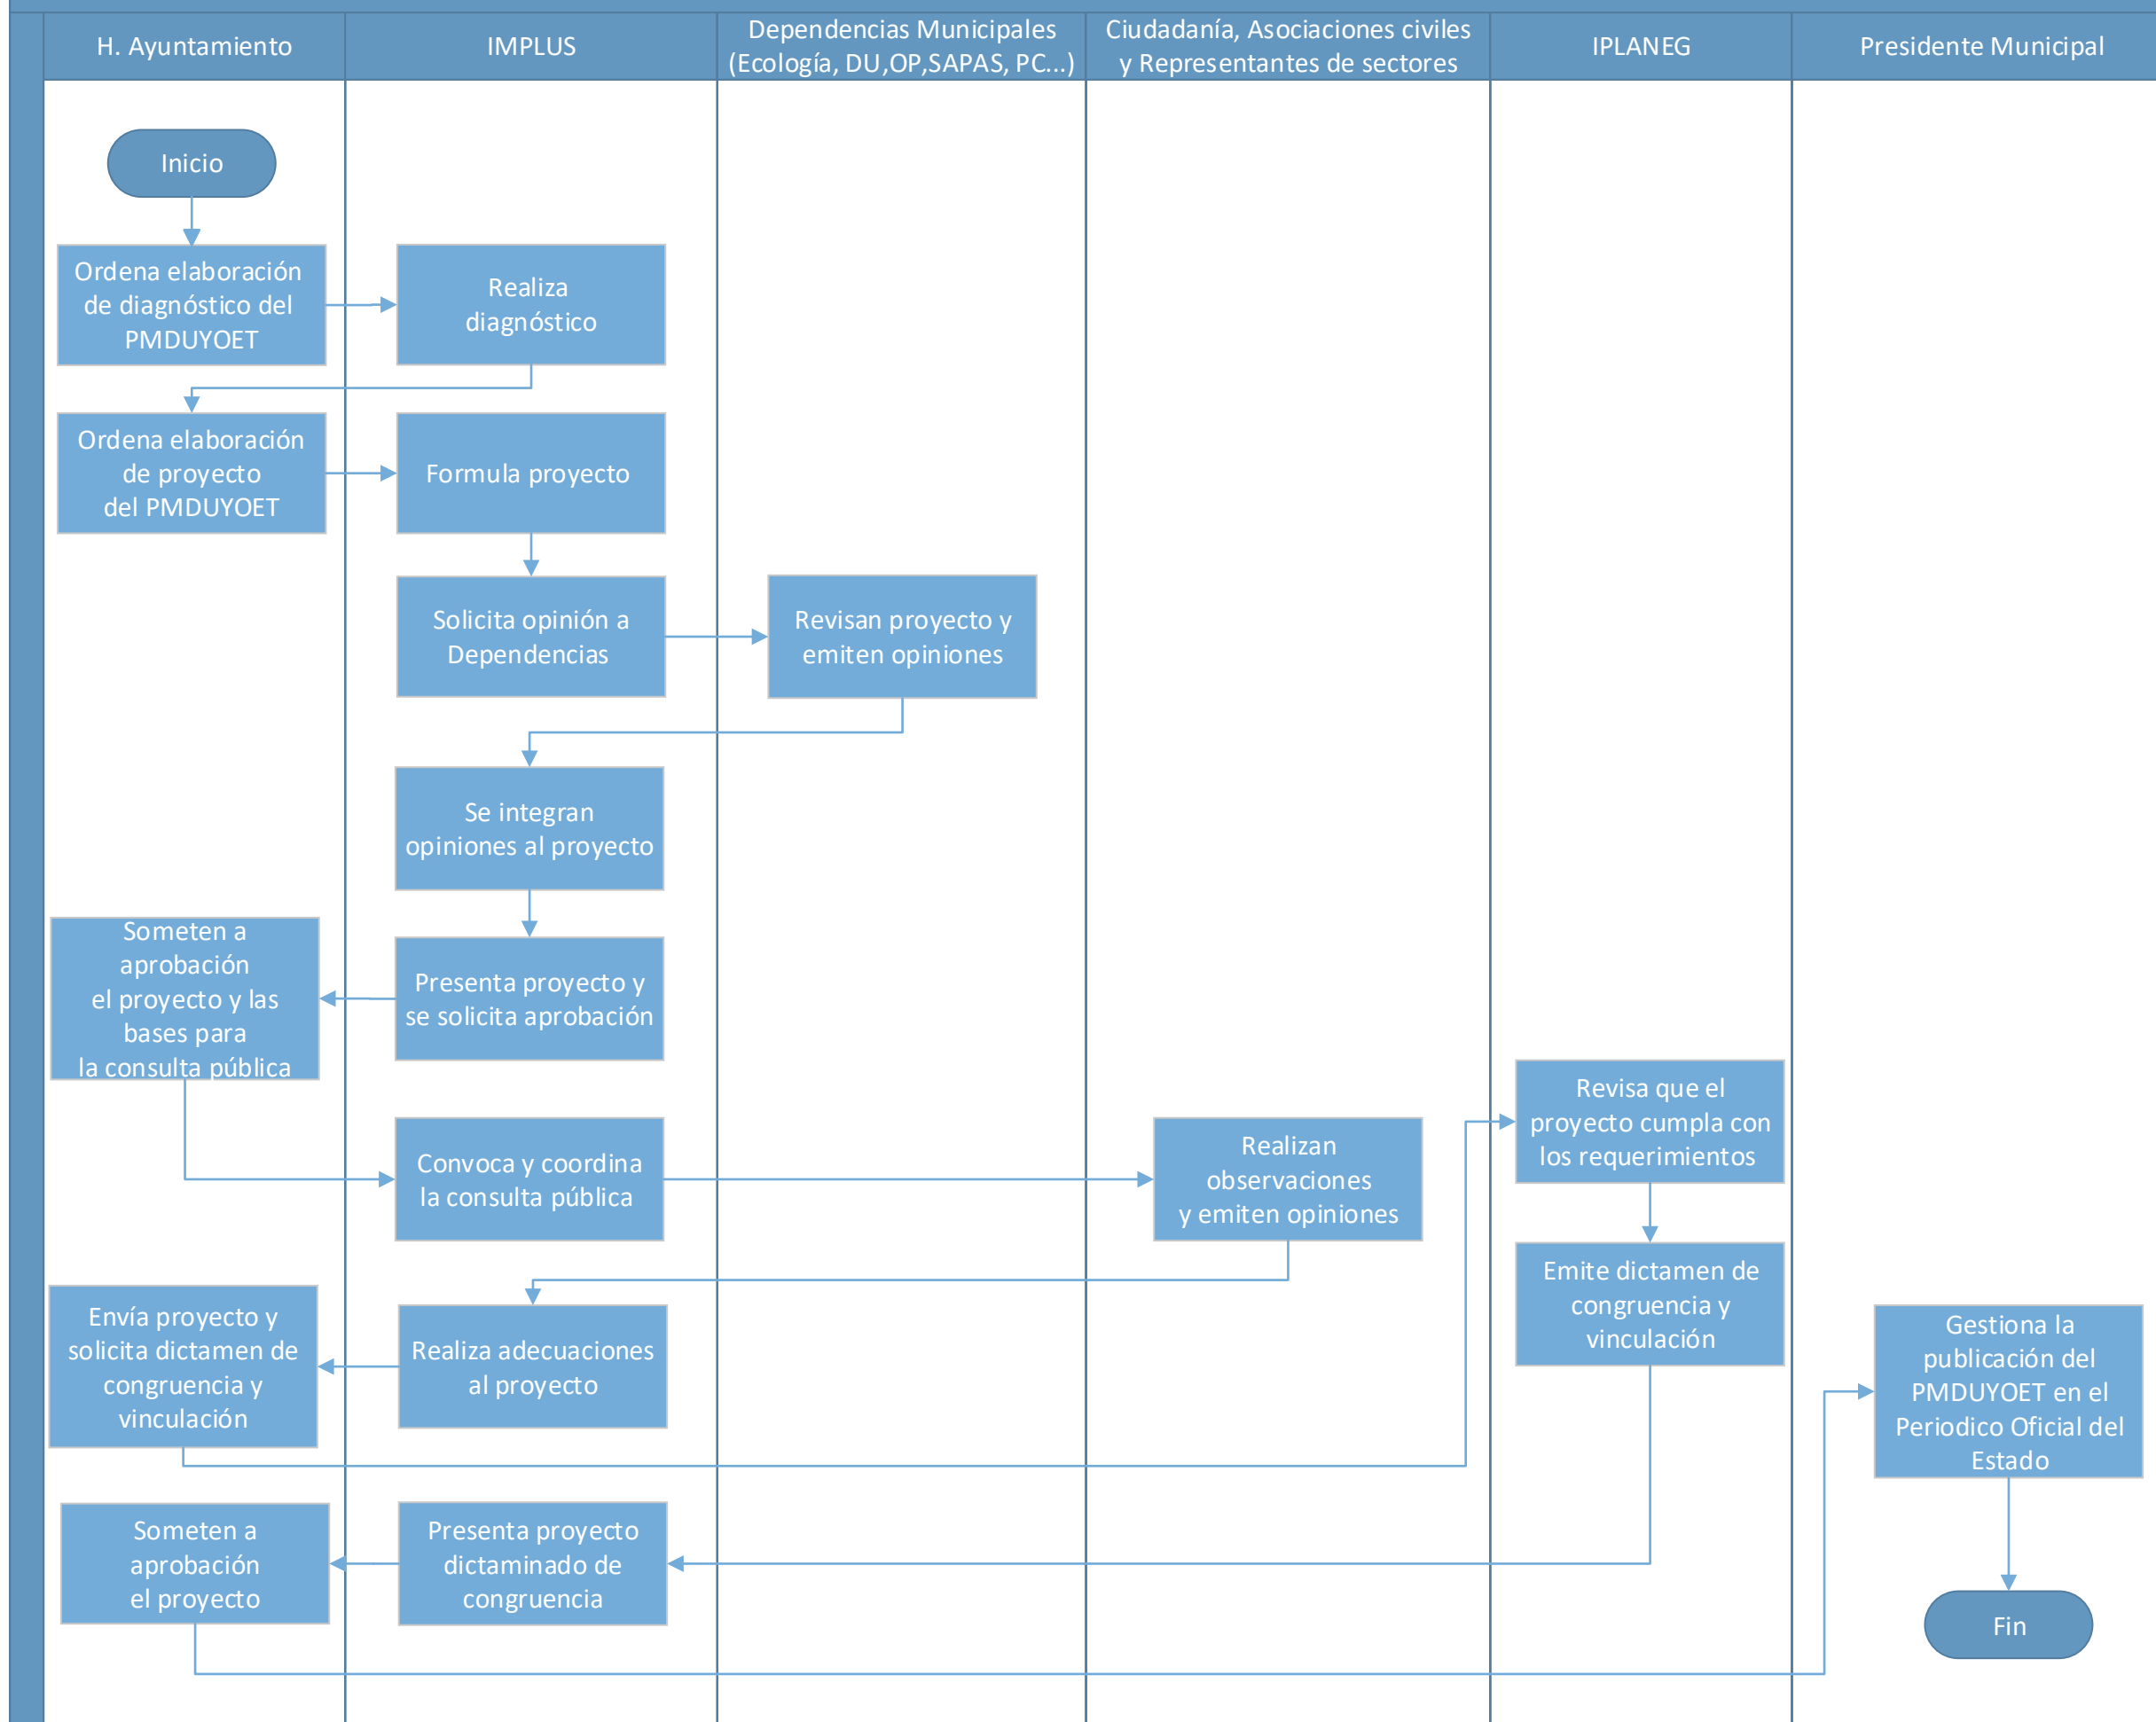 H. Ayuntamiento
IMPLUS
Dependencias Municipales
(Ecología, DU,OP,SAPAS, PC...)
Ciudadanía, Asociaciones civiles
y Representantes de sectores
IPLANEG
Presidente Municipal
Inicio
Ordena elaboración
de diagnóstico del
PMDUYOET
Realiza
diagnóstico
Ordena elaboración
de proyecto
del PMDUYOET
Formula proyecto
Solicita opinión a
Dependencias
Revisan proyecto y
emiten opiniones
Se integran
opiniones al proyecto
Presenta proyecto y
se solicita aprobación
Someten a
aprobación
el proyecto y las
bases para
la consulta pública
Convoca y coordina
la consulta pública
Realizan
observaciones
y emiten opiniones
Realiza adecuaciones
al proyecto
Envía proyecto y
solicita dictamen de
congruencia y
vinculación
Revisa que el
proyecto cumpla con
los requerimientos
Emite dictamen de
congruencia y
vinculación
Presenta proyecto
dictaminado de
congruencia
Someten a
aprobación
el proyecto
Gestiona la
publicación del
PMDUYOET en el
Periodico Oficial del
Estado
Fin